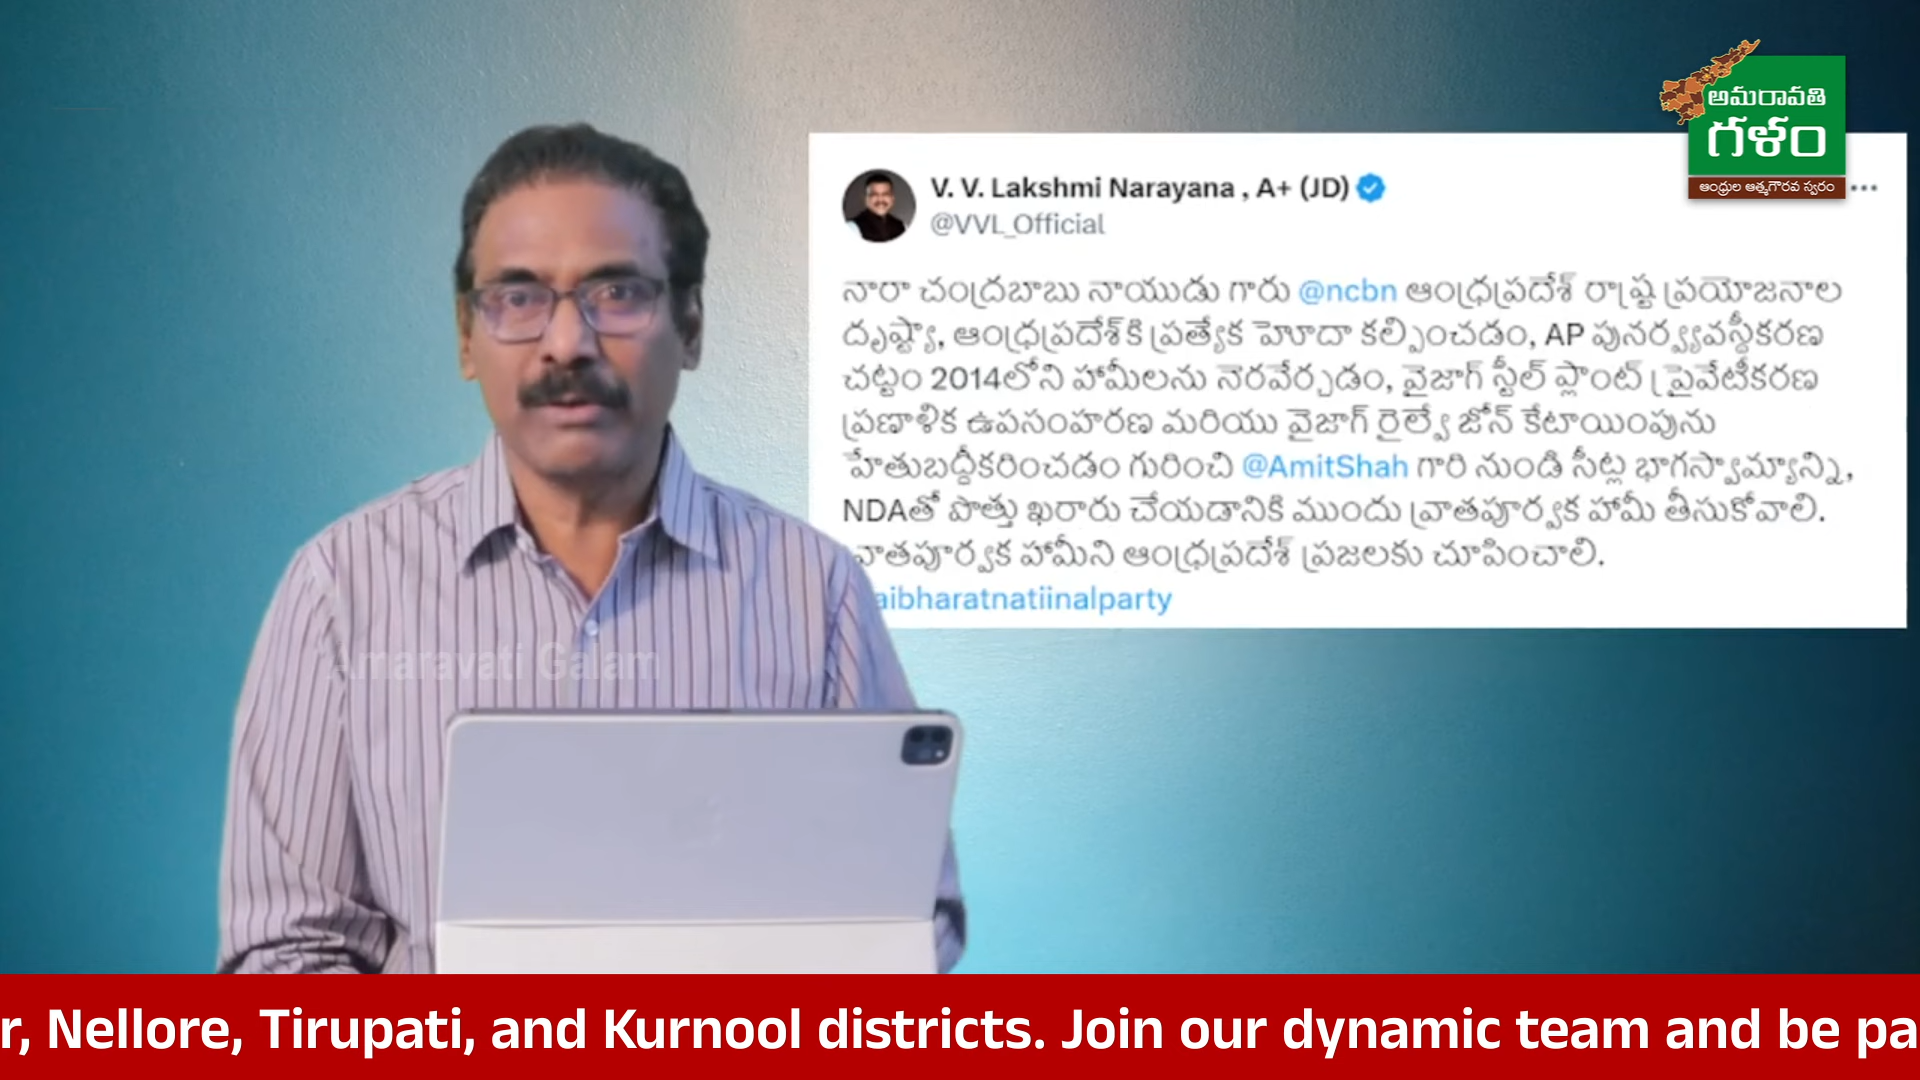 అమరావతి
గళం
ఆంధ్రుల ఆత్మగౌరవ స్వరం
V. V. Lakshmi Narayana , A+ (JD)
@VVL_Official
నారా చంద్రబాబు నాయుడు గారు @ncbn ఆంధ్రప్రదేశ్ రాష్ట్ర ప్రయోజనాల
దృష్ట్యా, ఆంధ్రప్రదేశ్‌కి ప్రత్యేక హెూదా కల్పించడం, AP పునర్వ్యవస్థీకరణ
చట్టం 2014లోని హామీలను నెరవేర్చడం, వైజాగ్ స్టీల్ ప్లాంట్ ప్రైవేటీకరణ
ప్రణాళిక ఉపసంహరణ మరియు వైజాగ్ రైల్వే జోన్ కేటాయింపును
హేతుబద్ధీకరించడం గురించి @AmitShah గారి నుండి సీట్ల భాగస్వామ్యాన్ని,
NDAతో పొత్తు ఖరారు చేయడానికి ముందు వ్రాతపూర్వక హామీ తీసుకోవాలి.
వ్రాతపూర్వక హామీని ఆంధ్రప్రదేశ్ ప్రజలకు చూపించాలి.
aibharatnatiinalparty
Amaravati Galam
r, Nellore, Tirupati, and Kurnool districts. Join our dynamic team and be pa